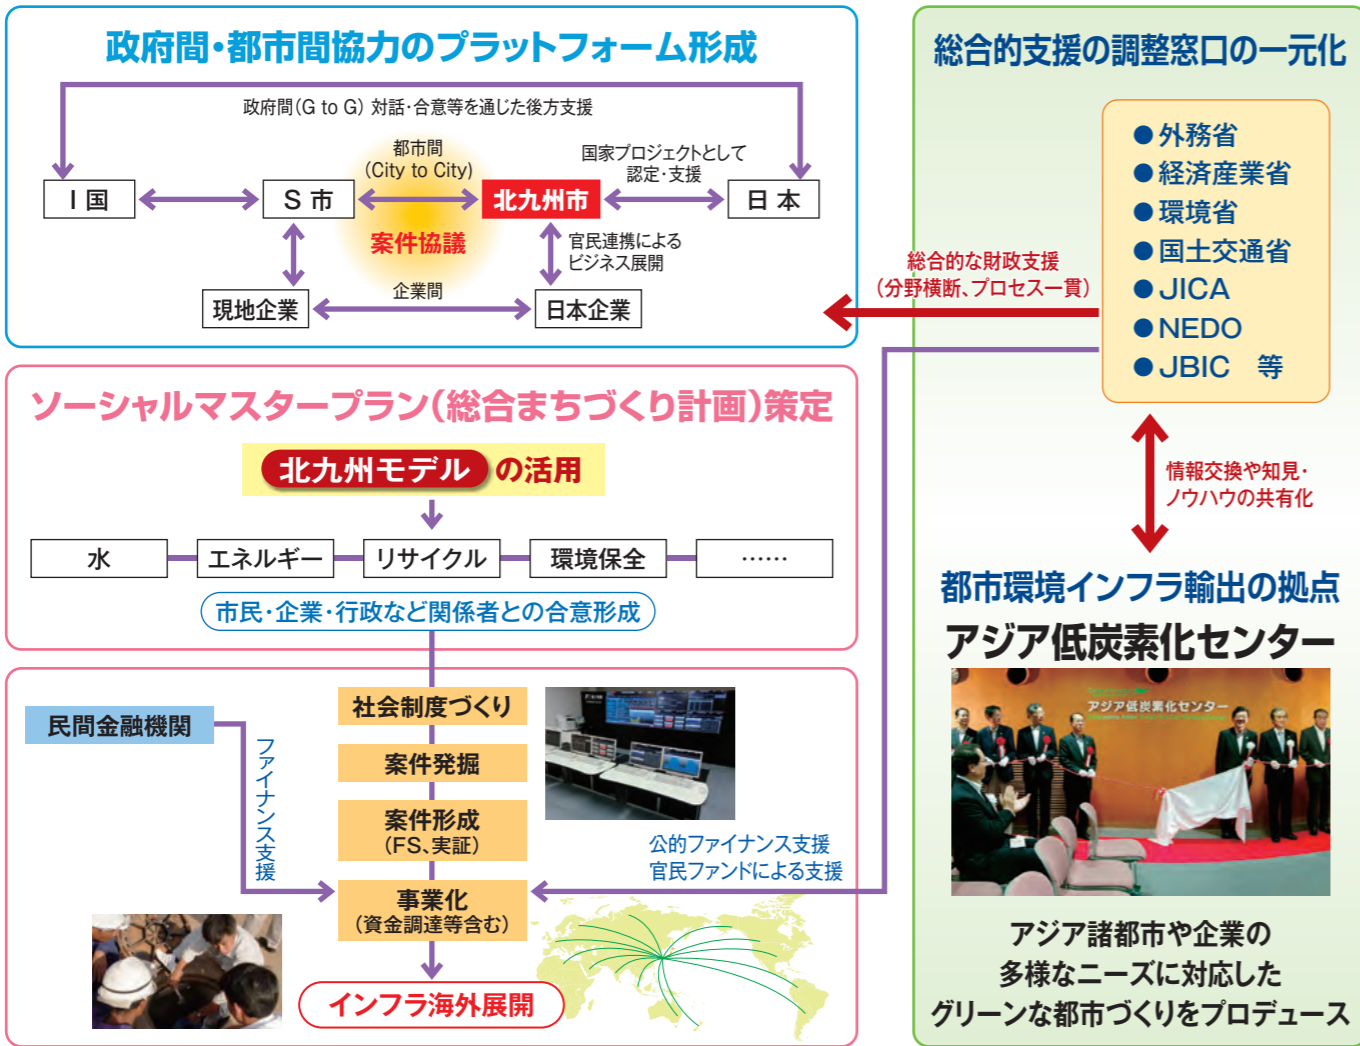 政府間・都市間協力のプラットフォーム形成
政府間(G to G) 対話・合意等を通じた後方支援
都市間
(City to City)
国家プロジェクトとして
認定・支援
I 国
S 市
北九州市
日 本
案件協議
官民連携による
ビジネス展開
企業間
現地企業
日本企業
ソーシャルマスタープラン(総合まちづくり計画)策定
北九州モデル の活用
水
エネルギー
リサイクル
環境保全
……
市民・企業・行政など関係者との合意形成
民間金融機関
ファイナンス支援
社会制度づくり
案件発掘
案件形成
(FS、実証)
事業化
(資金調達等含む)
インフラ海外展開
公的ファイナンス支援
官民ファンドによる支援
総合的支援の調整窓口の一元化
●外務省
●経済産業省
●環境省
●国土交通省
●JICA
●NEDO
●JBIC 等
総合的な財政支援
(分野横断、プロセス一貫)
情報交換や知見・
ノウハウの共有化
都市環境インフラ輸出の拠点
アジア低炭素化センター
アジア低炭素化センター
アジア諸都市や企業の
多様なニーズに対応した
グリーンな都市づくりをプロデュース